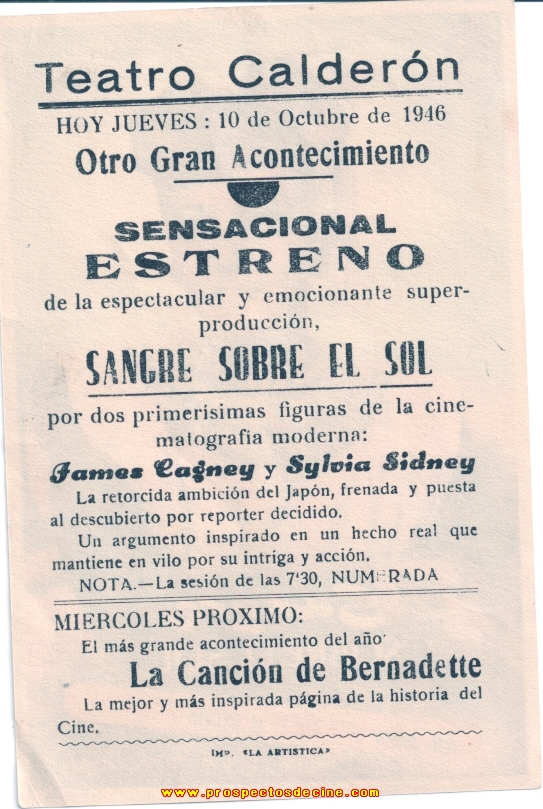 Teatro Calderón
HOY JUEVES : 10 de Octubre de 1946
Otro Gran Acontecimiento
SENSACIONAL
ESTRENO
de la espectacular y emocionante super-
producción,
SANGRE SOBRE EL SOL
por dos primerísimas figuras de la cine-
matografía moderna:
James Cagney y Sylvia Sidney
La retorcida ambición del Japón, frenada y puesta
al descubierto por reporter decidido.
Un argumento inspirado en un hecho real que
mantiene en vilo por su intriga y acción.
NOTA.—La sesión de las 7'30, NUMERADA
MIERCOLES PROXIMO:
El más grande acontecimiento del año·
La Canción de Bernadette
La mejor y más inspirada página de la historia del
Cine.
IMP. «LA ARTISTICA»
www.prospectosdecine.com